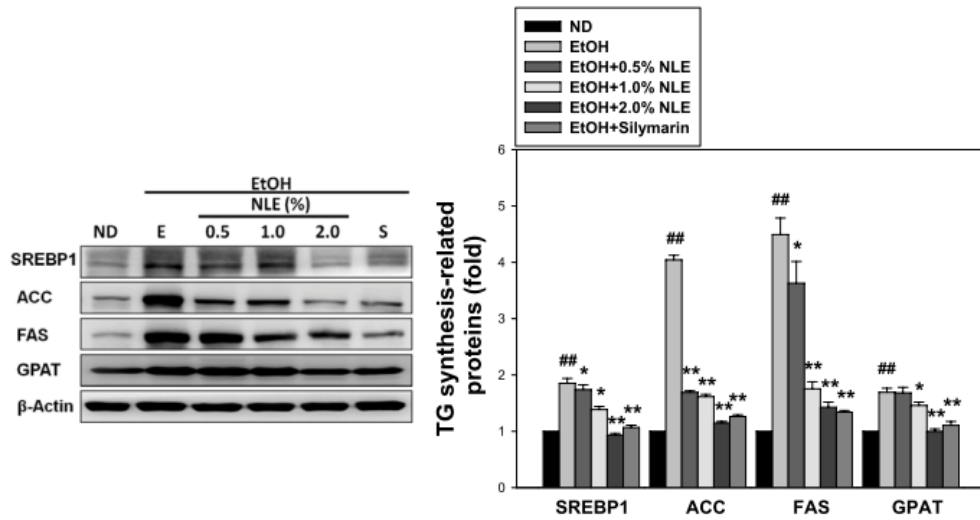 EtOH
NLE (%)
ND E 0.5 1.0 2.0 S
SREBP1
ACC
FAS
GPAT
β-Actin
ND
EtOH
EtOH+0.5% NLE
EtOH+1.0% NLE
EtOH+2.0% NLE
EtOH+Silymarin
TG synthesis-related
proteins (fold)
6
5
4
3
2
1
0
## * * ** **
## ** ** ** **
## * ** ** **
## * ** **
SREBP1 ACC FAS GPAT